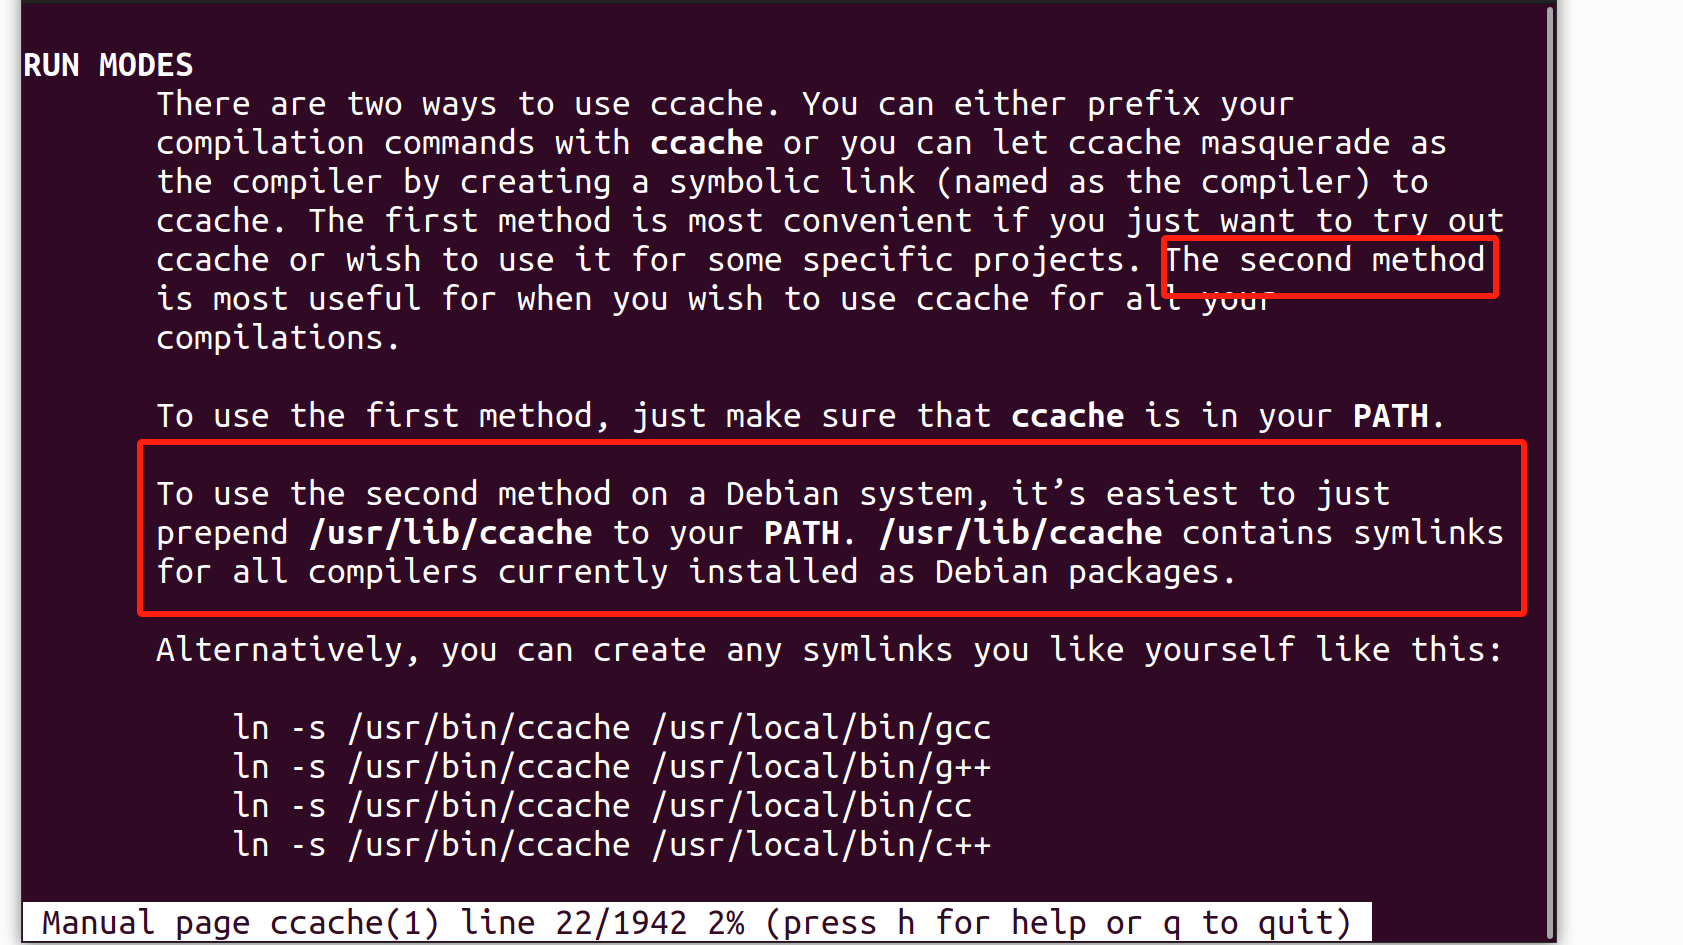 RUN MODES
There are two ways to use ccache. You can either prefix your
compilation commands with ccache or you can let ccache masquerade as
the compiler by creating a symbolic link (named as the compiler) to
ccache. The first method is most convenient if you just want to try out
ccache or wish to use it for some specific projects. The second method
is most useful for when you wish to use ccache for all your
compilations.
To use the first method, just make sure that ccache is in your PATH.
To use the second method on a Debian system, it’s easiest to just
prepend /usr/lib/ccache to your PATH. /usr/lib/ccache contains symlinks
for all compilers currently installed as Debian packages.
Alternatively, you can create any symlinks you like yourself like this:
ln -s /usr/bin/ccache /usr/local/bin/gcc
ln -s /usr/bin/ccache /usr/local/bin/g++
ln -s /usr/bin/ccache /usr/local/bin/cc
ln -s /usr/bin/ccache /usr/local/bin/c++
Manual page ccache(1) line 22/1942 2% (press h for help or q to quit)